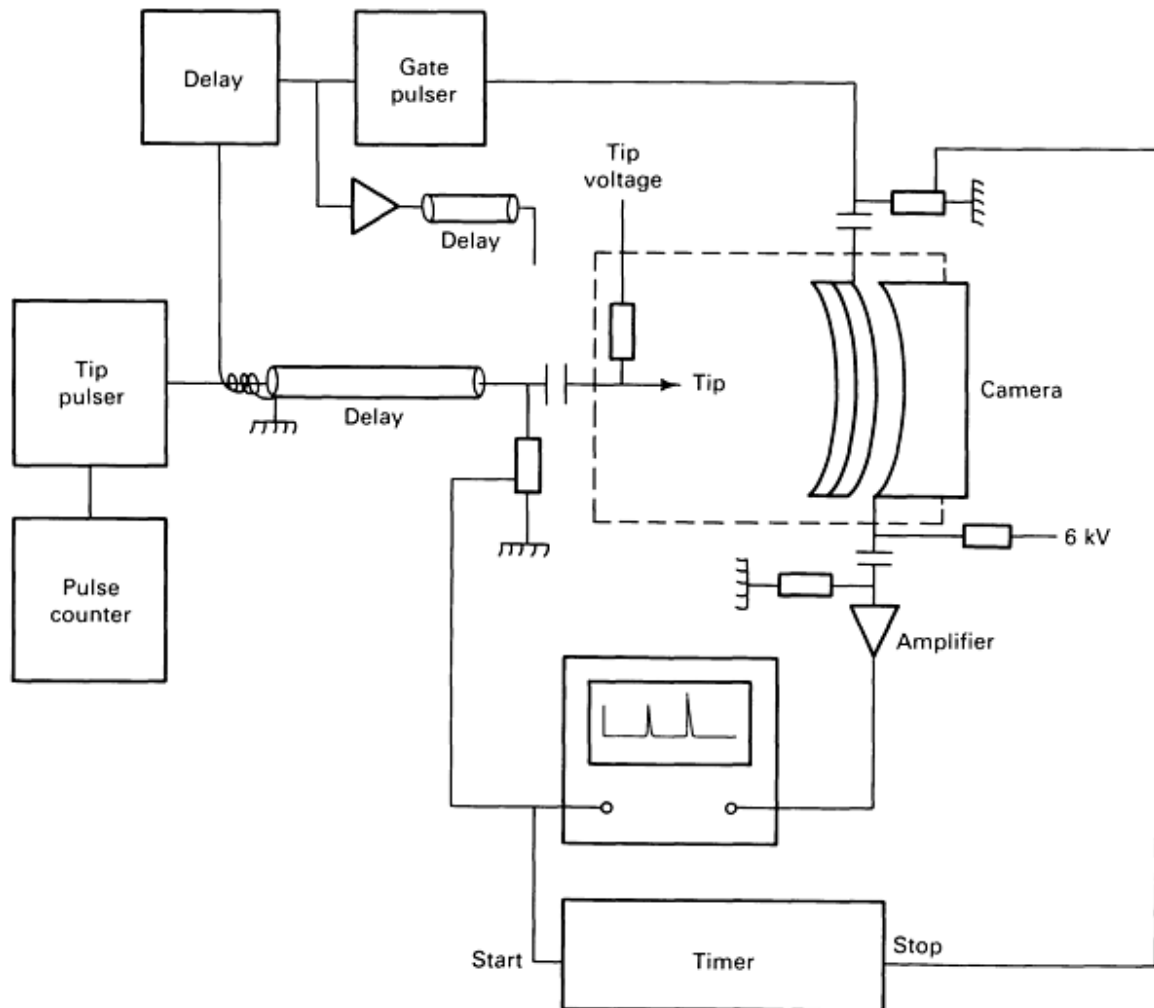 Delay
Gate
pulser
Tip
voltage
Delay
Tip
pulser
Delay
Tip
Camera
6 kV
Pulse
counter
Amplifier
Start
Timer
Stop